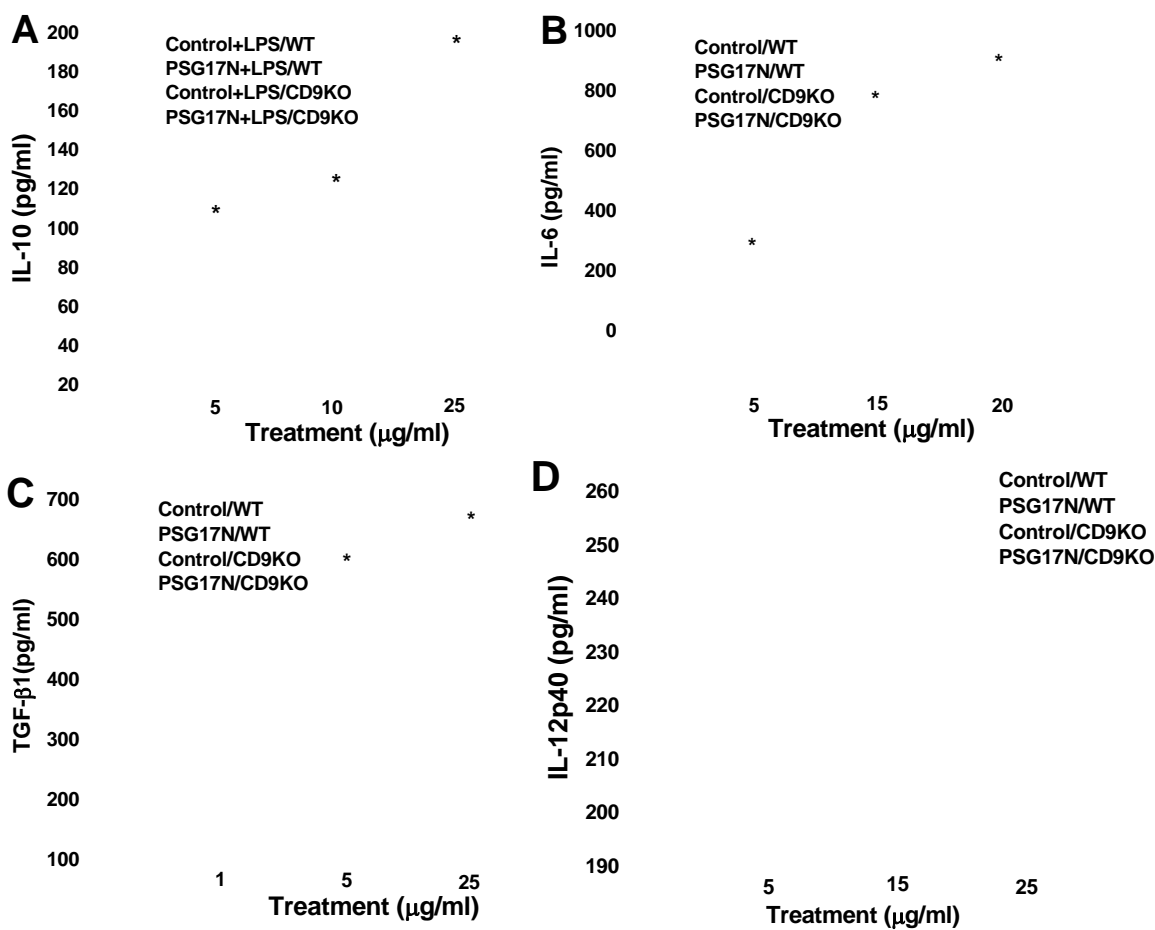 A
IL-10 (pg/ml)
200
180
160
140
120
100
80
60
40
20
Control+LPS/WT
PSG17N+LPS/WT
Control+LPS/CD9KO
PSG17N+LPS/CD9KO
*
*
*
5 10 25
Treatment (μg/ml)
B
IL-6 (pg/ml)
1000
800
600
400
200
0
Control/WT
PSG17N/WT
Control/CD9KO
PSG17N/CD9KO
*
*
*
5 15 20
Treatment (μg/ml)
C
TGF-β1(pg/ml)
700
600
500
400
300
200
100
Control/WT
PSG17N/WT
Control/CD9KO
PSG17N/CD9KO
*
*
1 5 25
Treatment (μg/ml)
D
IL-12p40 (pg/ml)
260
250
240
230
220
210
200
190
Control/WT
PSG17N/WT
Control/CD9KO
PSG17N/CD9KO
5 15 25
Treatment (μg/ml)